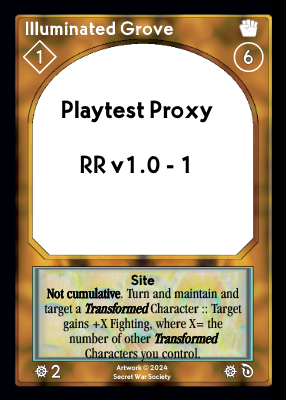 Illuminated Grove
1
6
Playtest Proxy
RR v1.0 - 1
Site
Not cumulative. Turn and maintain and
target a Transformed Character :: Target
gains +X Fighting, where X= the
number of other Transformed
Characters you control.
2
Artwork © 2024
Secret War Society